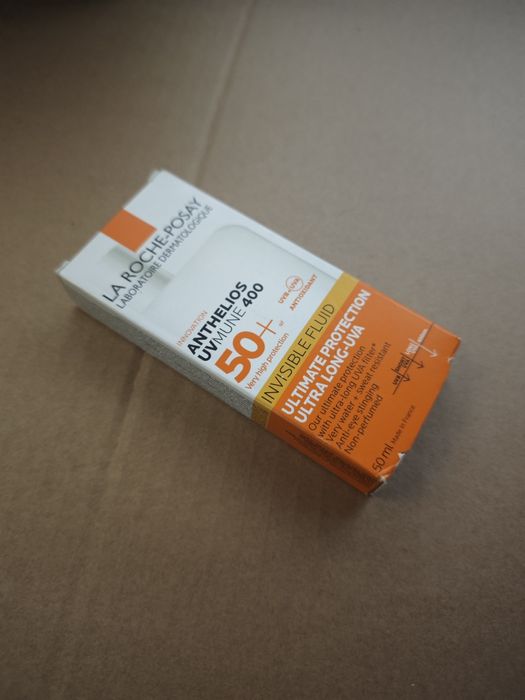 LA ROCHE-POSAY
LABORATOIRE DERMATOLOGIQUE
INNOVATION
ANTHELIOS
UVMUNE 400
50+
Very high protection
UVB+UVA
ANTIOXIDANT
INVISIBLE FLUID
ULTIMATE PROTECTION
ULTRA LONG-UVA
Our ultimate protection
with ultra-long UVA filter*
Very water + sweat resistant
Anti-eye stinging
Non-perfumed
50 ml Made in France